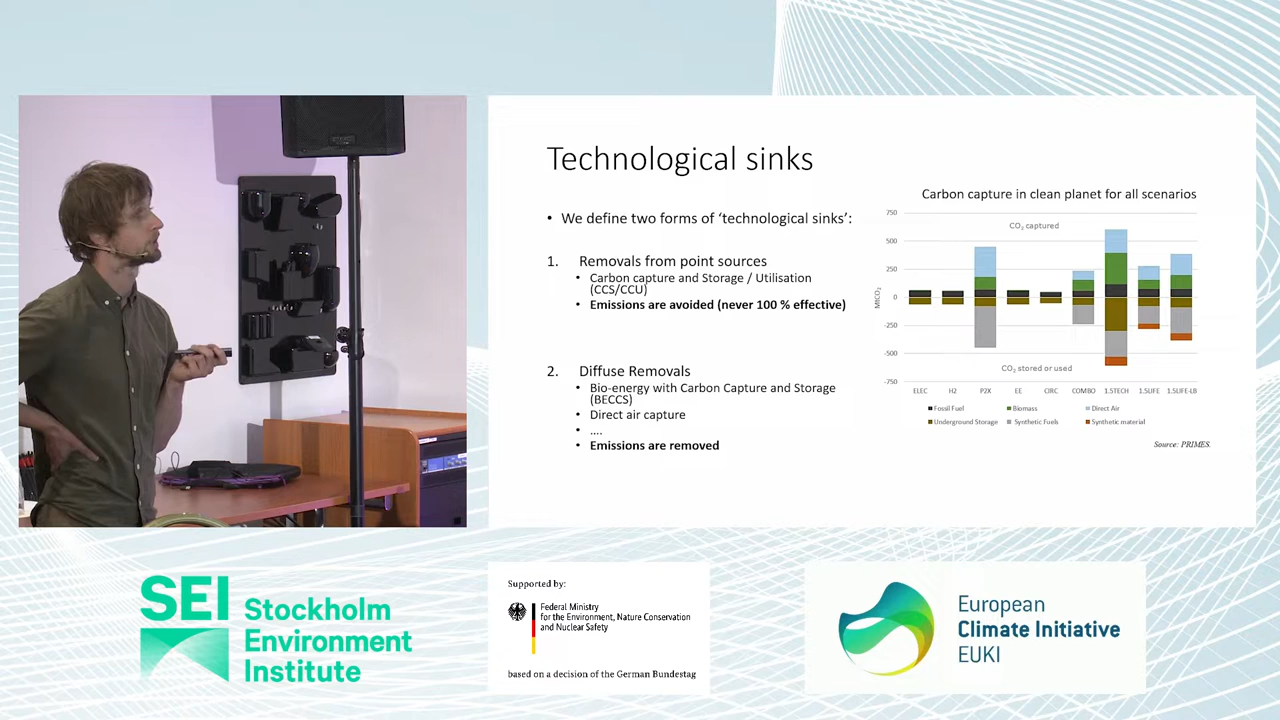 Technological sinks
• We define two forms of ‘technological sinks’:
1. Removals from point sources
• Carbon capture and Storage / Utilisation
(CCS/CCU)
• Emissions are avoided (never 100 % effective)
2. Diffuse Removals
• Bio-energy with Carbon Capture and Storage
(BECCS)
• Direct air capture
• ....
• Emissions are removed
Carbon capture in clean planet for all scenarios
750
CO₂ captured
500
250
0
-250
-500
CO₂ stored or used
-750
MtCO₂
ELEC H2 P2X EE CIRC COMBO 1.5TECH 1.5LIFE 1.5LIFE-LB
Fossil Fuel Biomass Direct Air
Underground Storage Synthetic Fuels Synthetic material
Source: PRIMES.
SEI Stockholm
Environment
Institute
Supported by:
Federal Ministry
for the Environment, Nature Conservation
and Nuclear Safety
based on a decision of the German Bundestag
European
Climate Initiative
EUKI